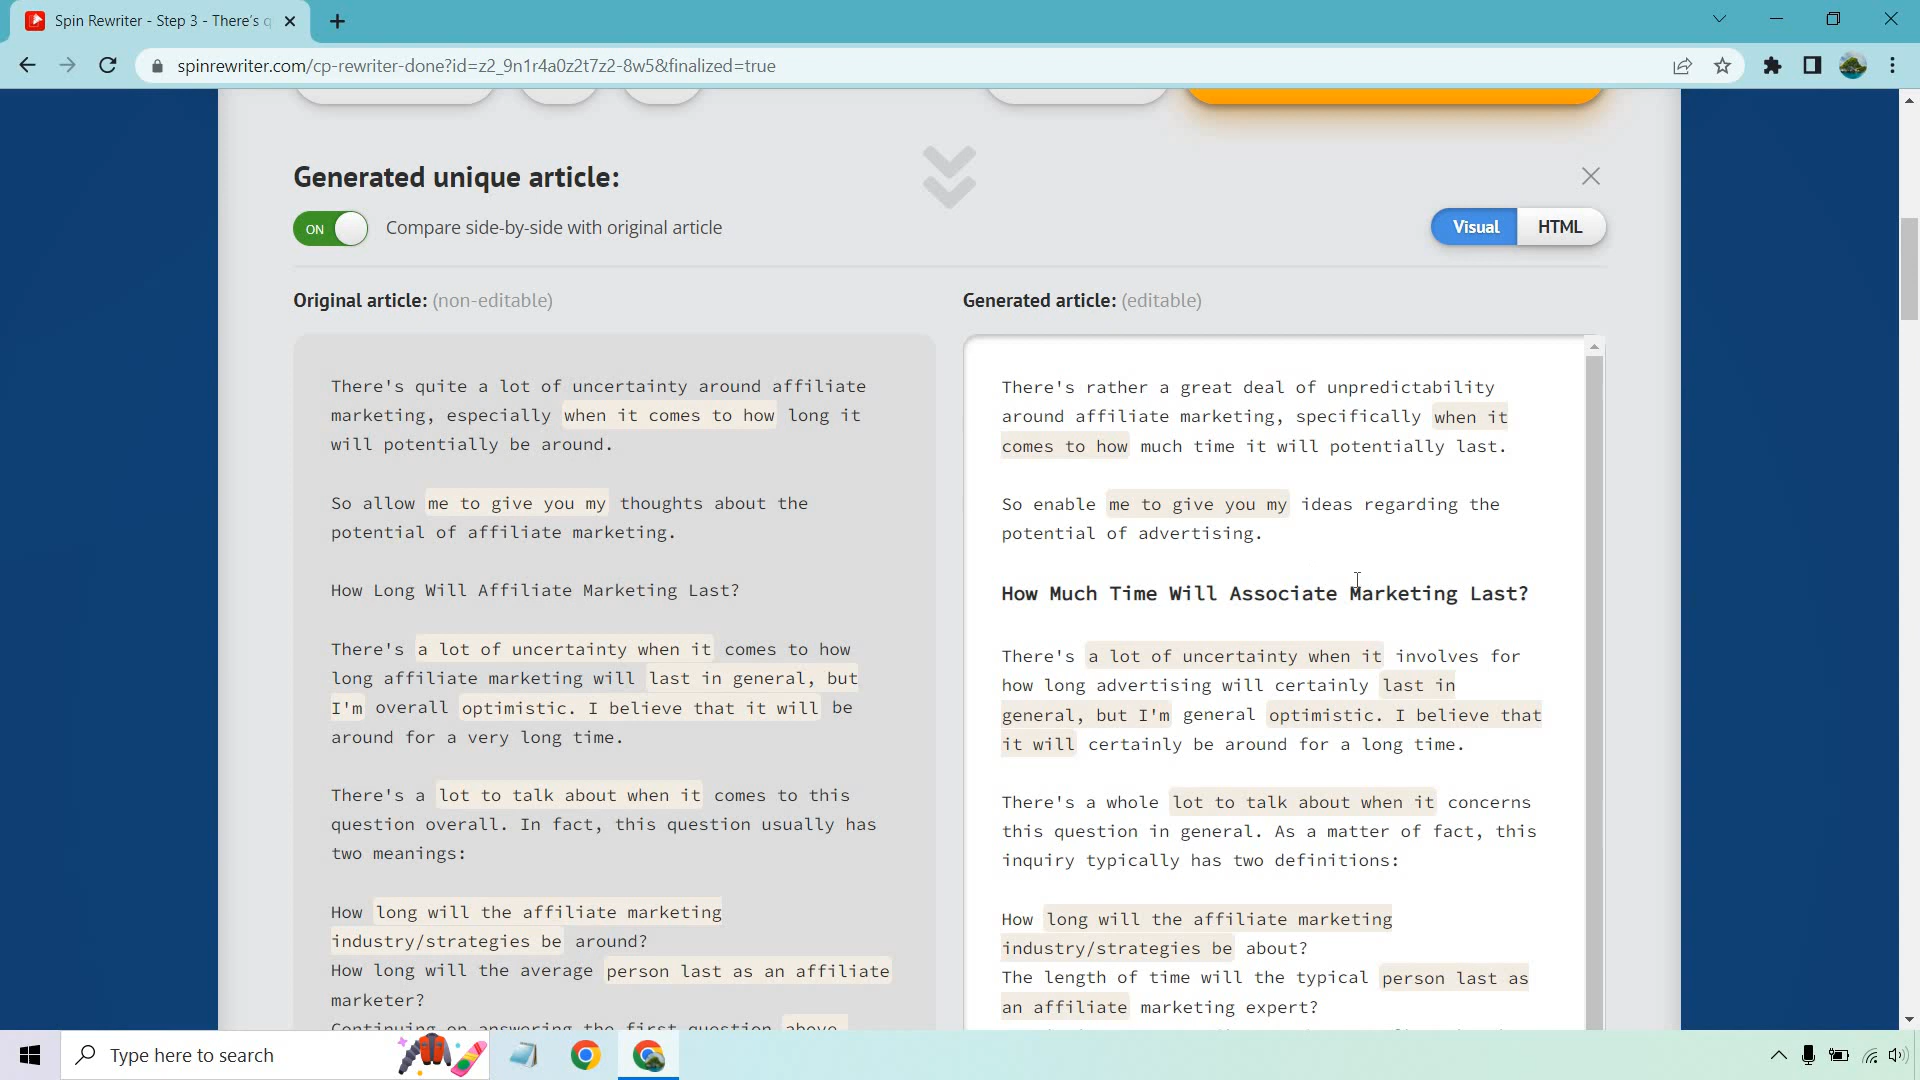 Spin Rewriter - Step 3 - There's q
spinrewriter.com/cp-rewriter-done?id=z2_9n1r4a0z2t7z2-8w5&finalized=true
Generated unique article:
ON
Compare side-by-side with original article
Visual
HTML
Original article: (non-editable)
There's quite a lot of uncertainty around affiliate
marketing, especially when it comes to how long it
will potentially be around.
So allow me to give you my thoughts about the
potential of affiliate marketing.
How Long Will Affiliate Marketing Last?
There's a lot of uncertainty when it comes to how
long affiliate marketing will last in general, but
I'm overall optimistic. I believe that it will be
around for a very long time.
There's a lot to talk about when it comes to this
question overall. In fact, this question usually has
two meanings:
How long will the affiliate marketing
industry/strategies be around?
How long will the average person last as an affiliate
marketer?
Continuing on answering the first question above
Generated article: (editable)
There's rather a great deal of unpredictability
around affiliate marketing, specifically when it
comes to how much time it will potentially last.
So enable me to give you my ideas regarding the
potential of advertising.
How Much Time Will Associate Marketing Last?
There's a lot of uncertainty when it involves for
how long advertising will certainly last in
general, but I'm general optimistic. I believe that
it will certainly be around for a long time.
There's a whole lot to talk about when it concerns
this question in general. As a matter of fact, this
inquiry typically has two definitions:
How long will the affiliate marketing
industry/strategies be about?
The length of time will the typical person last as
an affiliate marketing expert?
Type here to search